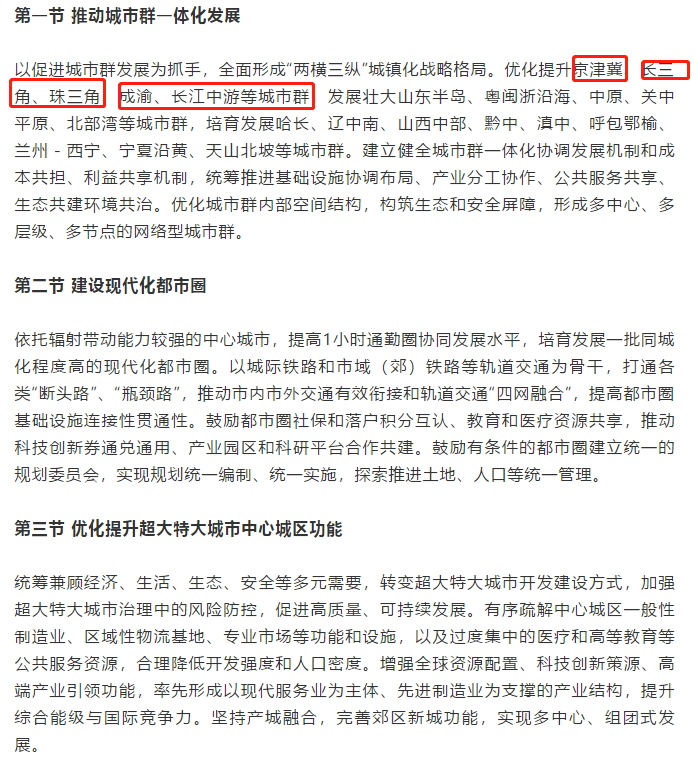 第一节 推动城市群一体化发展
以促进城市群发展为抓手，全面形成“两横三纵”城镇化战略格局。优化提升京津冀、长三
角、珠三角、成渝、长江中游等城市群，发展壮大山东半岛、粤闽浙沿海、中原、关中
平原、北部湾等城市群，培育发展哈长、辽中南、山西中部、黔中、滇中、呼包鄂榆、
兰州－西宁、宁夏沿黄、天山北坡等城市群。建立健全城市群一体化协调发展机制和成
本共担、利益共享机制，统筹推进基础设施协调布局、产业分工协作、公共服务共享、
生态共建环境共治。优化城市群内部空间结构，构筑生态和安全屏障，形成多中心、多
层级、多节点的网络型城市群。
第二节 建设现代化都市圈
依托辐射带动能力较强的中心城市，提高1小时通勤圈协同发展水平，培育发展一批同城
化程度高的现代化都市圈。以城际铁路和市域（郊）铁路等轨道交通为骨干，打通各
类“断头路”、“瓶颈路”，推动市内市外交通有效衔接和轨道交通“四网融合”，提高都市圈
基础设施连接性贯通性。鼓励都市圈社保和落户积分互认、教育和医疗资源共享，推动
科技创新券通兑通用、产业园区和科研平台合作共建。鼓励有条件的都市圈建立统一的
规划委员会，实现规划统一编制、统一实施，探索推进土地、人口等统一管理。
第三节 优化提升超大特大城市中心城区功能
统筹兼顾经济、生活、生态、安全等多元需要，转变超大特大城市开发建设方式，加强
超大特大城市治理中的风险防控，促进高质量、可持续发展。有序疏解中心城区一般性
制造业、区域性物流基地、专业市场等功能和设施，以及过度集中的医疗和高等教育等
公共服务资源，合理降低开发强度和人口密度。增强全球资源配置、科技创新策源、高
端产业引领功能，率先形成以现代服务业为主体、先进制造业为支撑的产业结构，提升
综合能级与国际竞争力。坚持产城融合，完善郊区新城功能，实现多中心、组团式发
展。